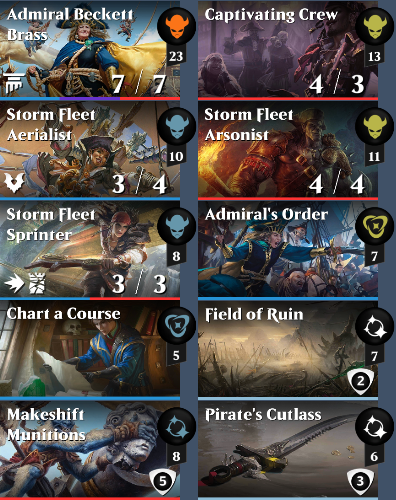 Admiral Beckett
Brass
23
7 / 7
Captivating Crew
13
4 / 3
Storm Fleet
Aerialist
10
3 / 4
Storm Fleet
Arsonist
11
4 / 4
Storm Fleet
Sprinter
8
3 / 3
Admiral's Order
7
Chart a Course
5
Field of Ruin
7
2
Makeshift
Munitions
8
5
Pirate's Cutlass
6
3